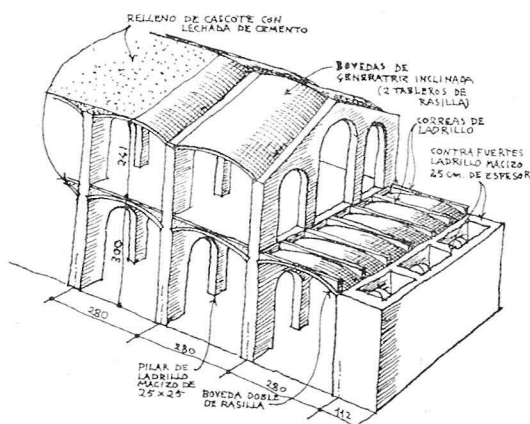 RELLENO DE CASCOTE CON
LECHADA DE CEMENTO
BOVEDAS DE
GENERATRIZ INCLINADA
(2 TABLEROS DE
RASILLA)
CORREAS DE
LADRILLO
CONTRAFUERTES
LADRILLO MACIZO
25 cm. DE ESPESOR
241
300
280
280
280
112
PILAR DE
LADRILLO
MACIZO DE
25 x 25
BOVEDA DOBLE
DE RASILLA